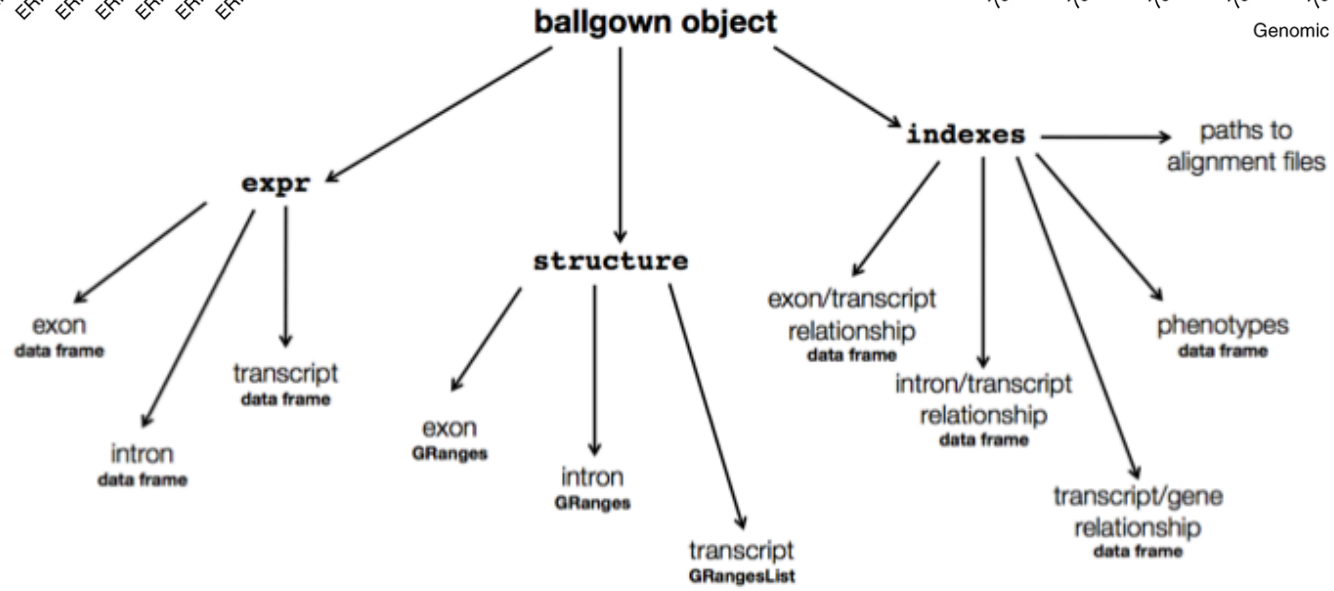 ballgown object
Genomic
indexes
paths to
alignment files
expr
structure
exon/transcript
relationship
data frame
phenotypes
data frame
exon
data frame
transcript
data frame
intron/transcript
relationship
data frame
exon
GRanges
intron
data frame
intron
GRanges
transcript/gene
relationship
data frame
transcript
GRangesList